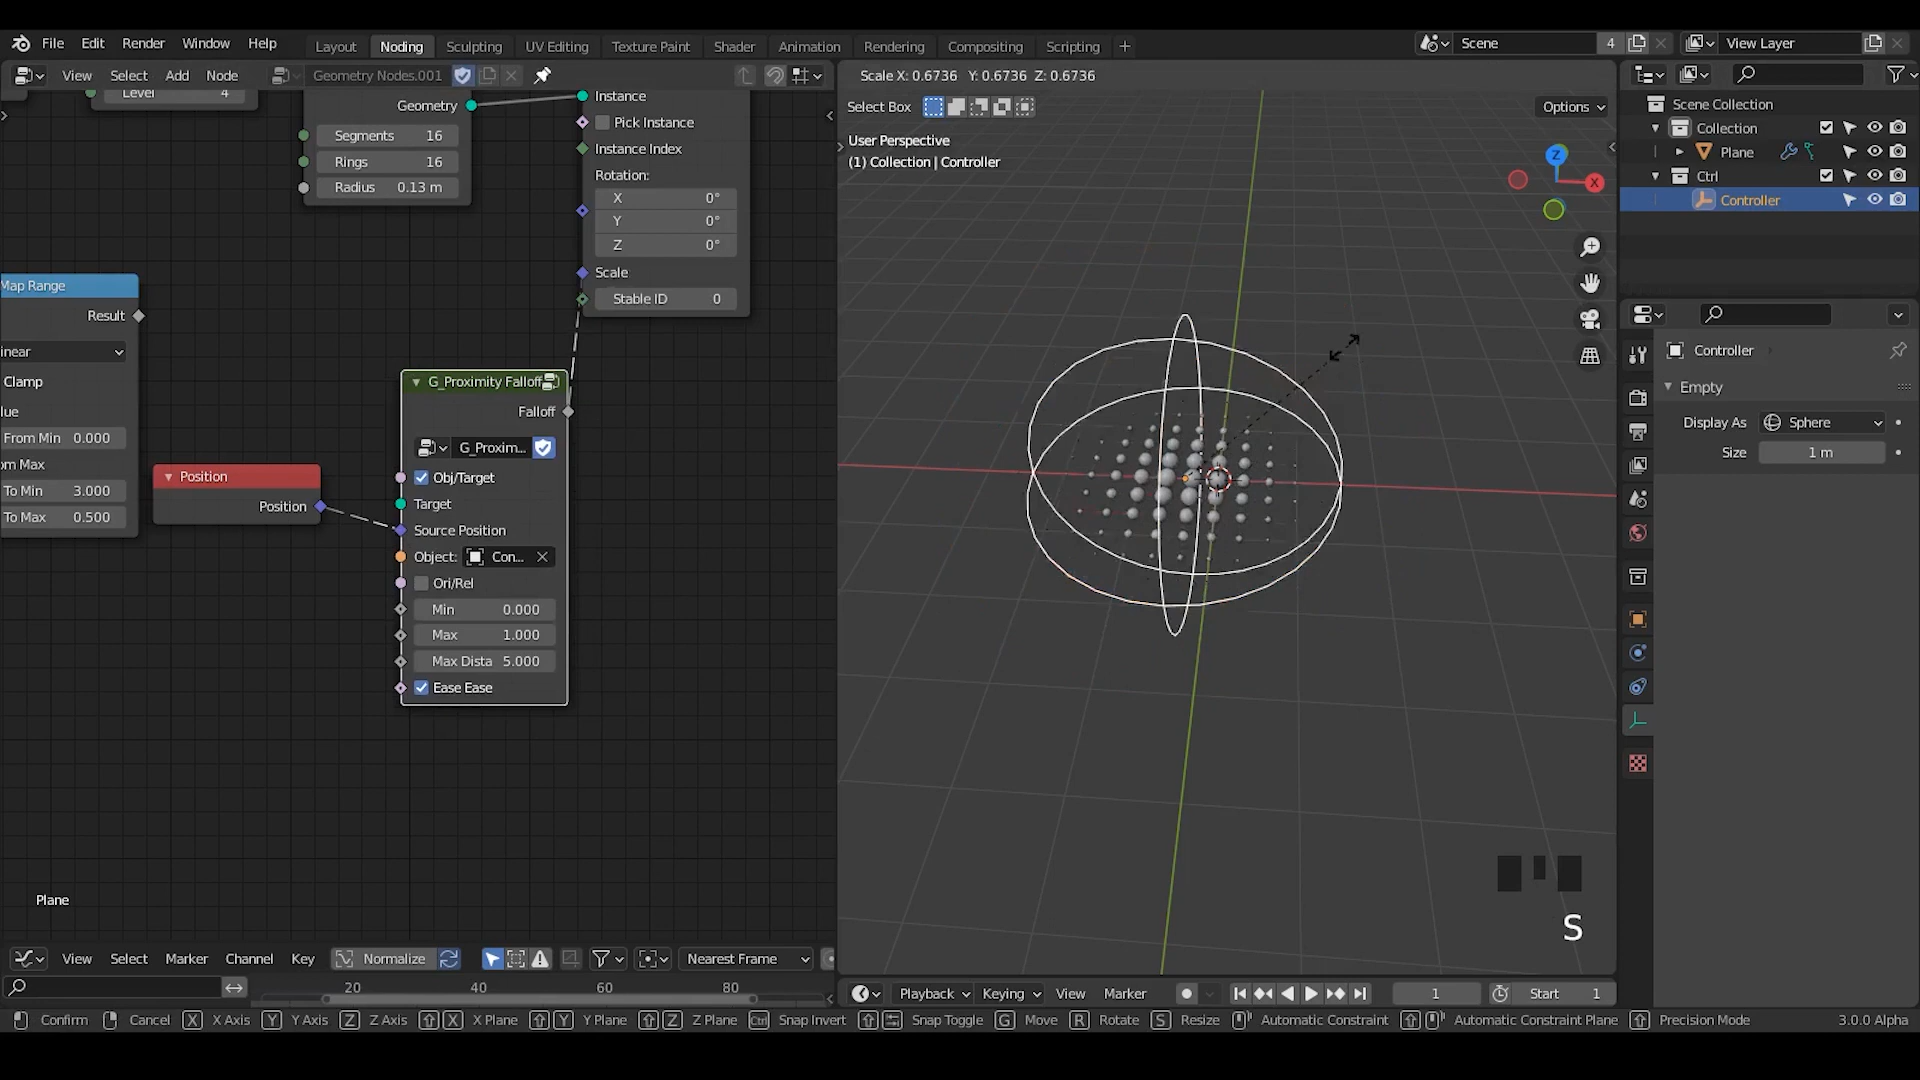 File Edit Render Window Help Layout Noding Sculpting UV Editing Texture Paint Shader Animation Rendering Compositing Scripting + Scene 4 View Layer
View Select Add Node Geometry Nodes.001
Scale X: 0.6736 Y: 0.6736 Z: 0.6736
Level 4
Geometry
Segments 16
Rings 16
Radius 0.13 m
Instance
Pick Instance
Instance Index
Rotation:
X 0°
Y 0°
Z 0°
Scale
Stable ID 0
Map Range
Result
inear
Clamp
lue
From Min 0.000
om Max
To Min 3.000
To Max 0.500
Position
Position
G_Proximity Falloff
Falloff
G_Proxim...
Obj/Target
Target
Source Position
Object: Con...
Ori/Rel
Min 0.000
Max 1.000
Max Dista 5.000
Ease Ease
Plane
View Select Marker Channel Key Normalize Nearest Frame
20 40 60 80
Select Box
Options
User Perspective
(1) Collection | Controller
Z
X
S
Playback Keying View Marker 1 Start 1
Scene Collection
Collection
Plane
Ctrl
Controller
Controller
Empty
Display As Sphere
Size 1 m
Confirm Cancel X X Axis Y Y Axis Z Z Axis X X Plane Y Y Plane Z Z Plane Ctrl Snap Invert Snap Toggle G Move R Rotate S Resize Automatic Constraint Automatic Constraint Plane Precision Mode 3.0.0 Alpha